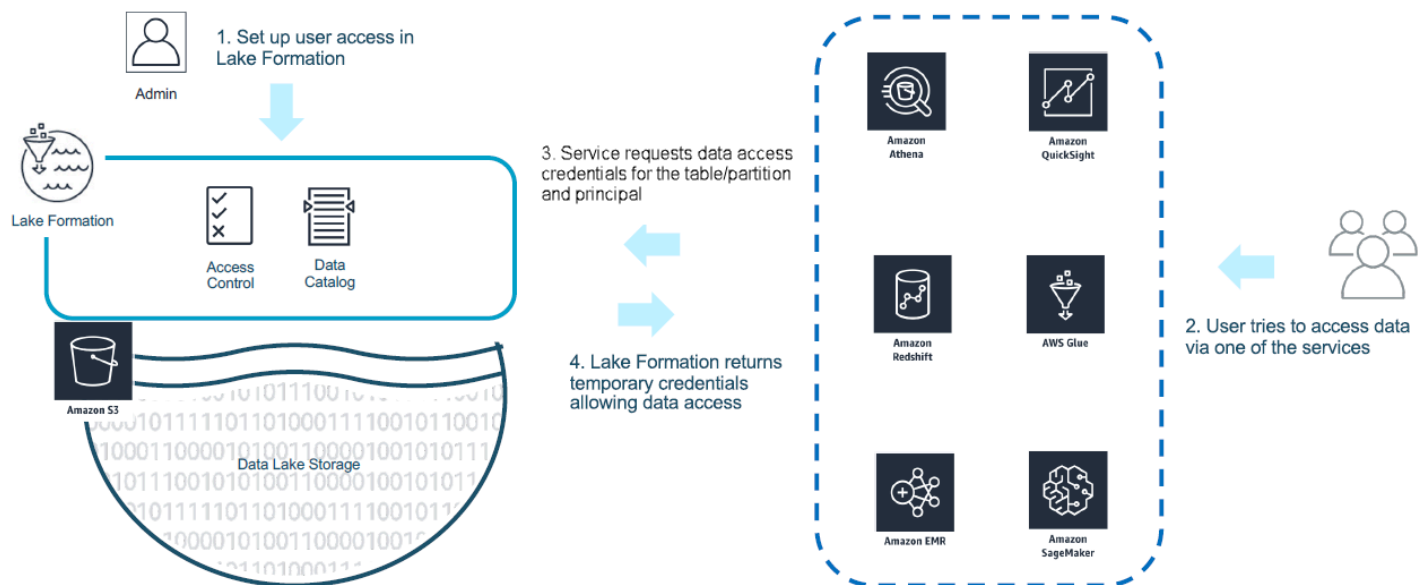 1. Set up user access in
Lake Formation
Admin
Lake Formation
Access
Control
Data
Catalog
3. Service requests data access
credentials for the table/partition
and principal
4. Lake Formation returns
temporary credentials
allowing data access
Amazon S3
Data Lake Storage
Amazon
Athena
Amazon
QuickSight
Amazon
Redshift
AWS Glue
Amazon EMR
Amazon
SageMaker
2. User tries to access data
via one of the services